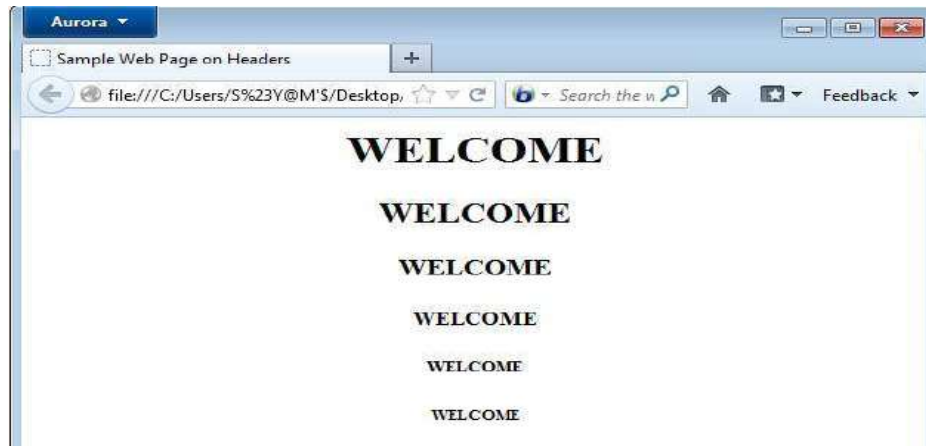 Aurora
Sample Web Page on Headers
file:///C:/Users/S%23Y@M'$/Desktop, Search the w Feedback
WELCOME
WELCOME
WELCOME
WELCOME
WELCOME
WELCOME